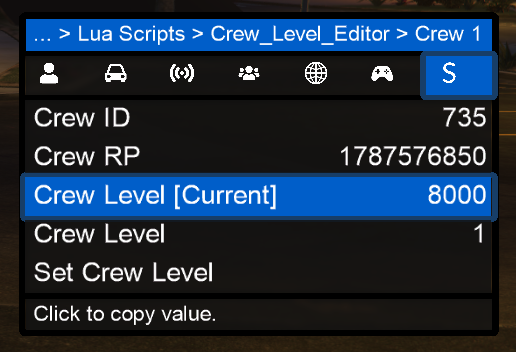 ... > Lua Scripts > Crew_Level_Editor > Crew 1
S
Crew ID 735
Crew RP 1787576850
Crew Level [Current] 8000
Crew Level 1
Set Crew Level
Click to copy value.